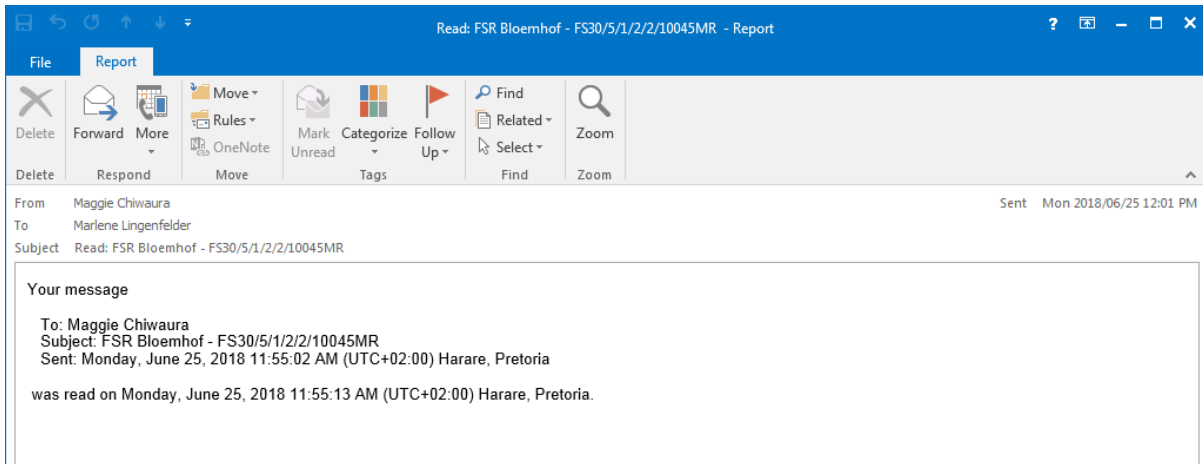 Read: FSR Bloemhof - FS30/5/1/2/2/10045MR - Report
?
File Report
Delete
Forward
More
Move
Rules
OneNote
Mark Unread
Categorize
Follow Up
Find
Related
Select
Zoom
Delete Respond Move Tags Find Zoom
From Maggie Chiwaura Sent Mon 2018/06/25 12:01 PM
To Marlene Lingenfelder
Subject Read: FSR Bloemhof - FS30/5/1/2/2/10045MR
Your message
To: Maggie Chiwaura
Subject: FSR Bloemhof - FS30/5/1/2/2/10045MR
Sent: Monday, June 25, 2018 11:55:02 AM (UTC+02:00) Harare, Pretoria
was read on Monday, June 25, 2018 11:55:13 AM (UTC+02:00) Harare, Pretoria.